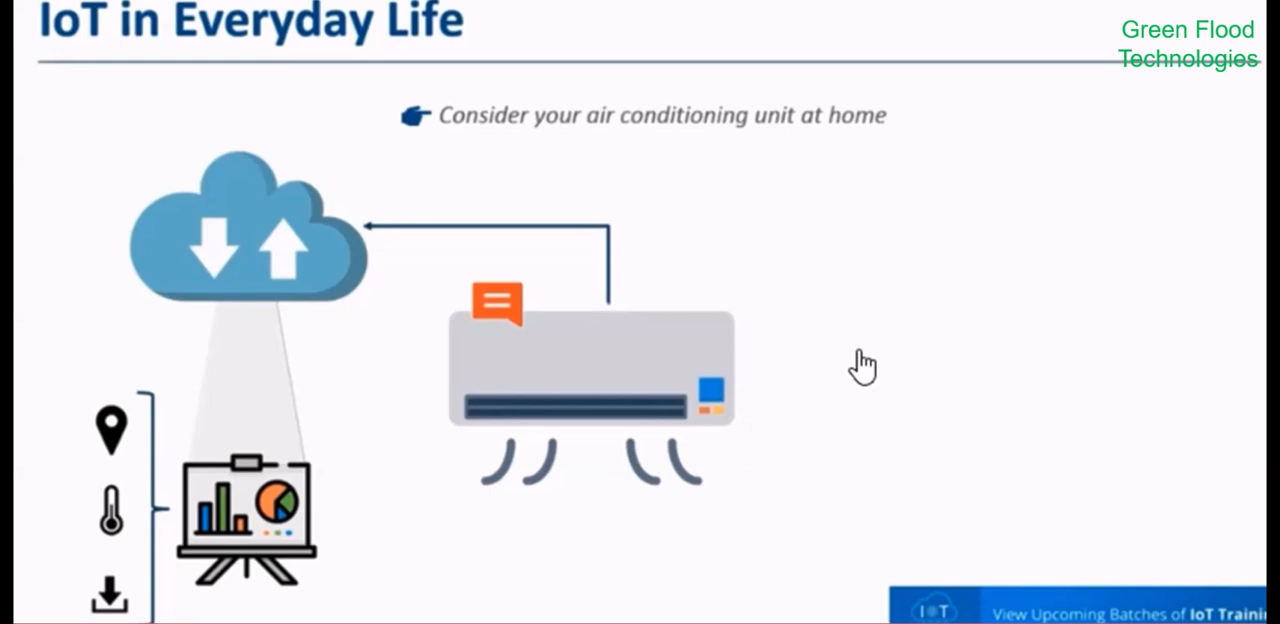 IoT in Everyday Life
Green Flood
Technologies
Consider your air conditioning unit at home
IoT
View Upcoming Batches of IoT